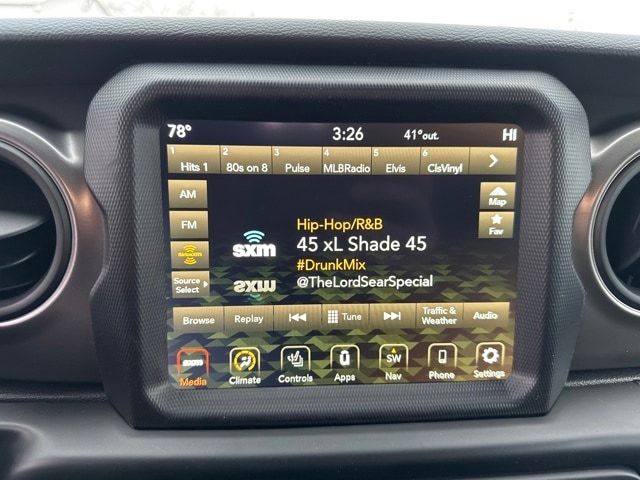 78° 3:26 41°out. HI
1 2 3 4 5 6
Hits 1 80s on 8 Pulse MLBRadio Elvis ClsVinyl
AM
Map
FM
Fav
Hip-Hop/R&B
sxm 45 xL Shade 45
SiriusXM
#DrunkMix
@TheLordSearSpecial
Source
Select
Browse Replay Tune Traffic &
Weather Audio
sxm SW
Media Climate Controls Apps Nav Phone Settings